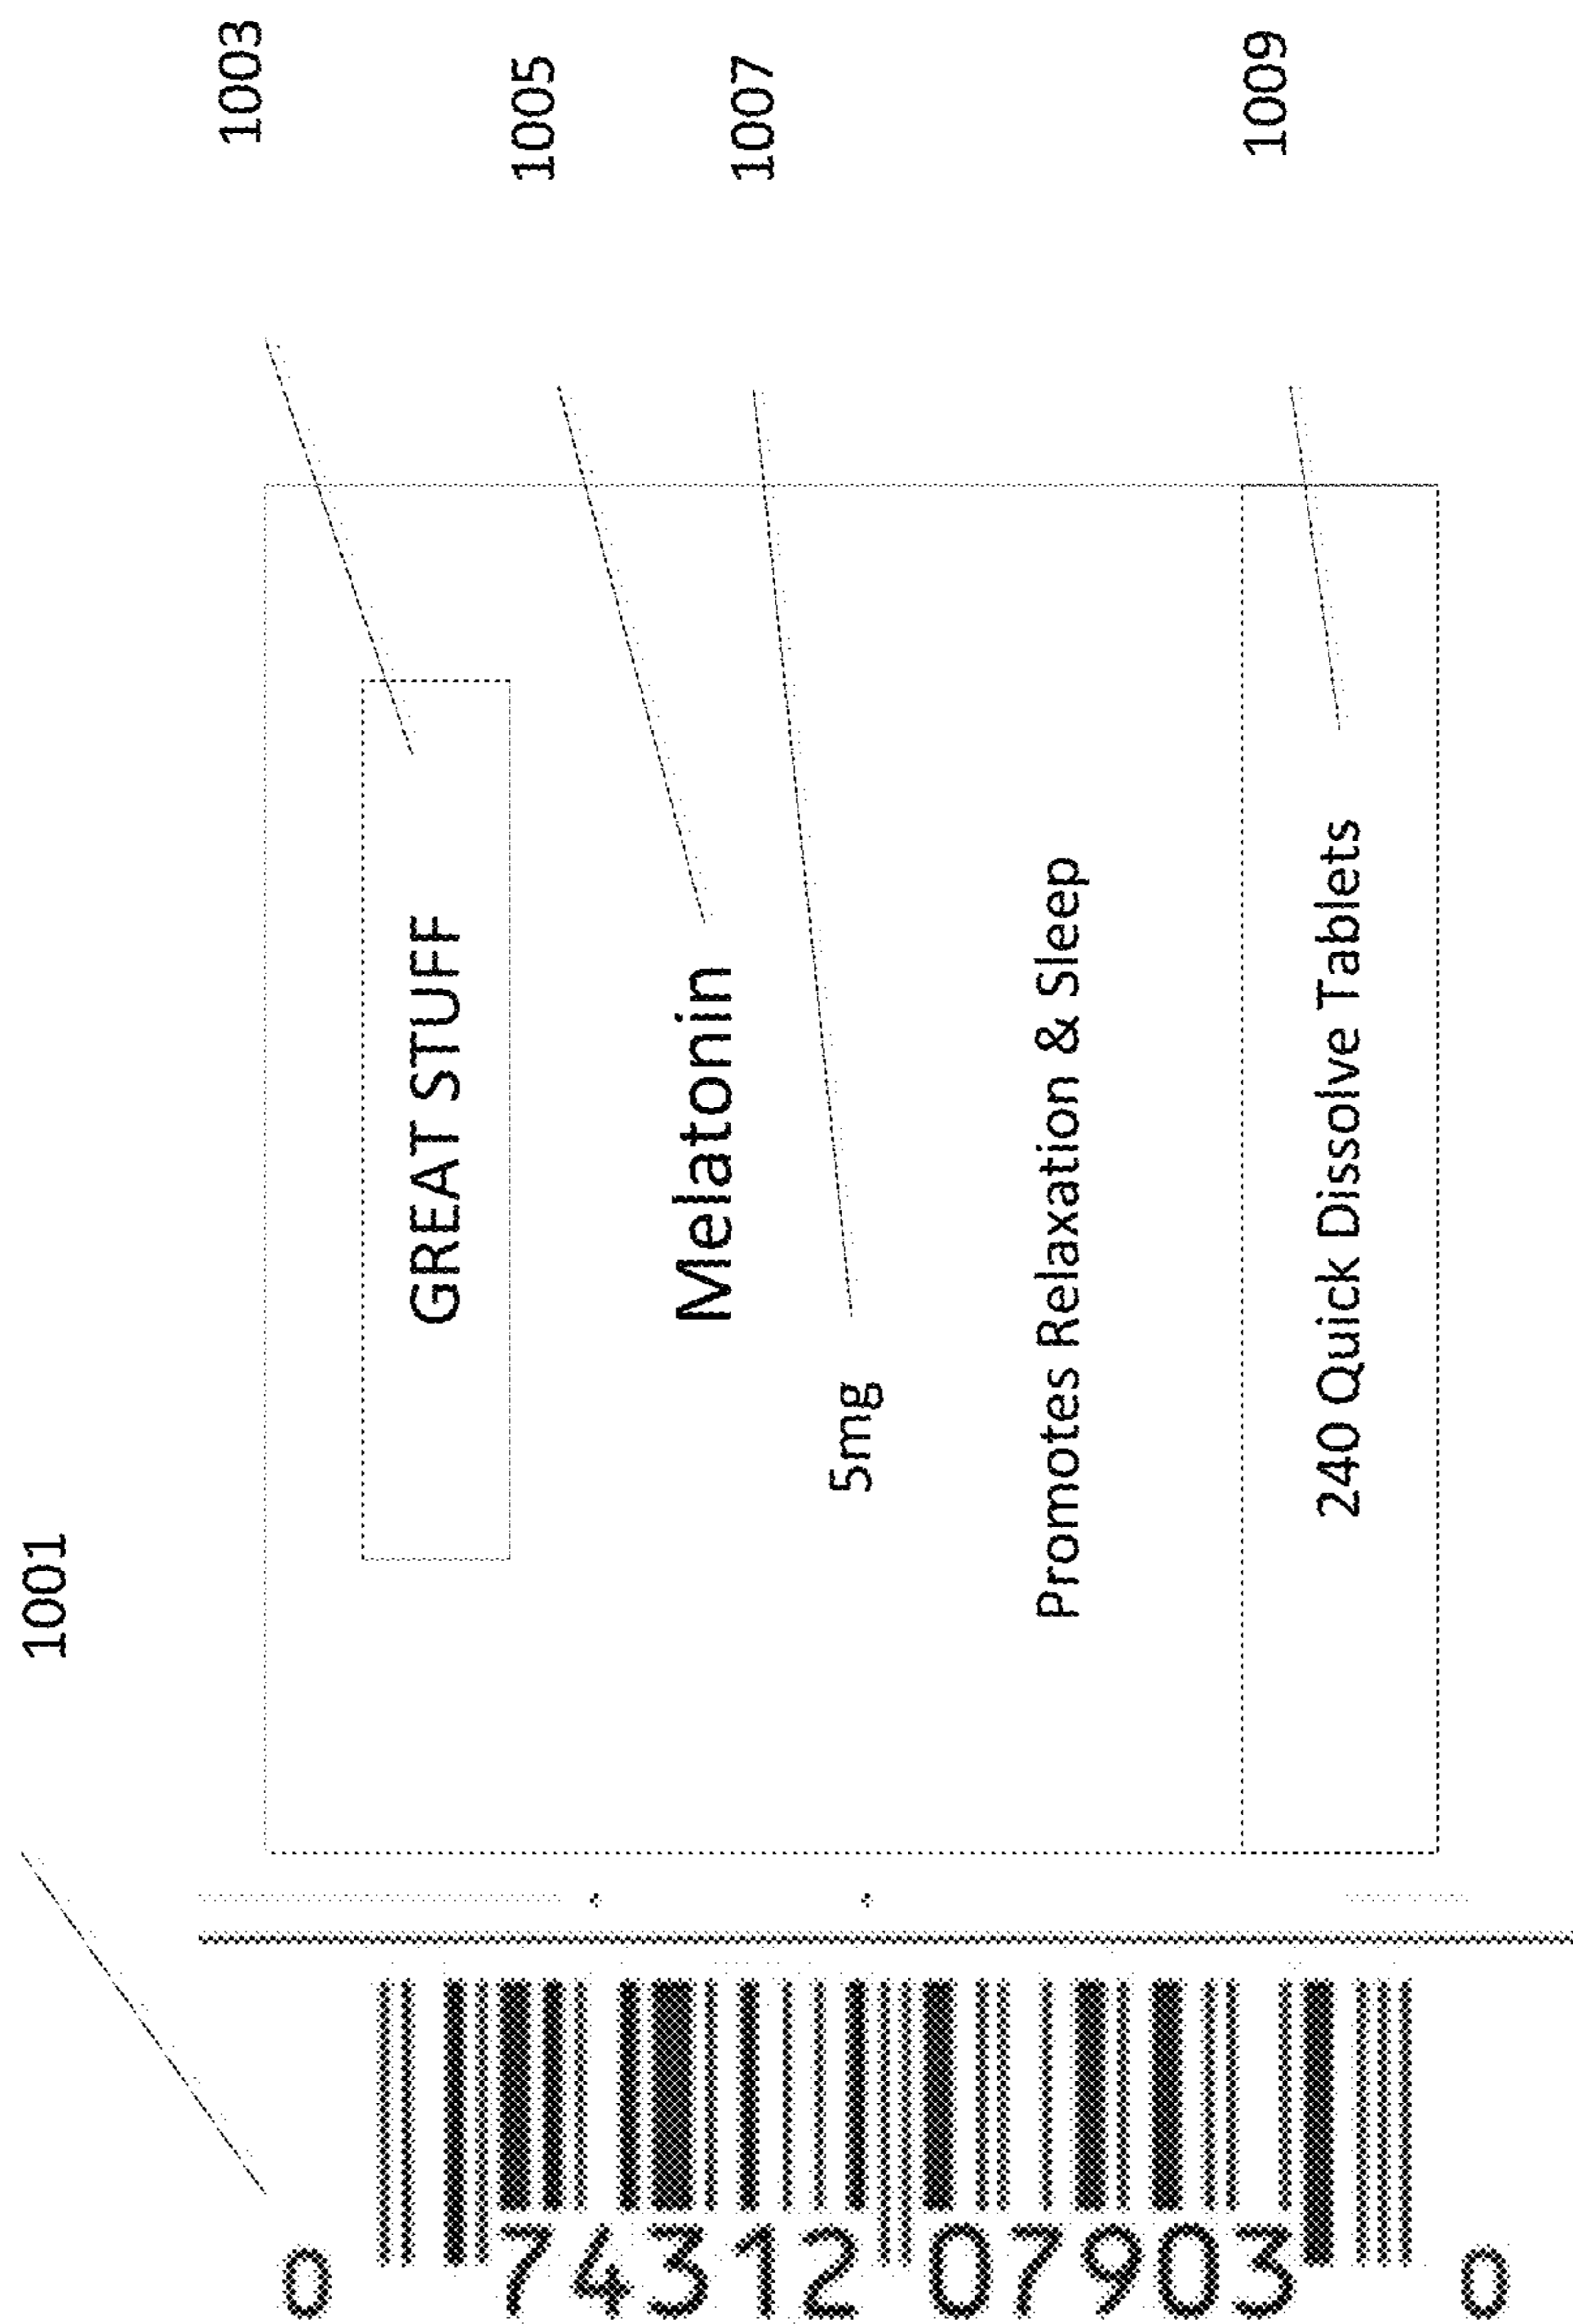 1003
1005
1007
1009
1001
GREAT STUFF
Melatonin
5mg
Promotes Relaxation & Sleep
240 Quick Dissolve Tablets
0 74312 07903 0